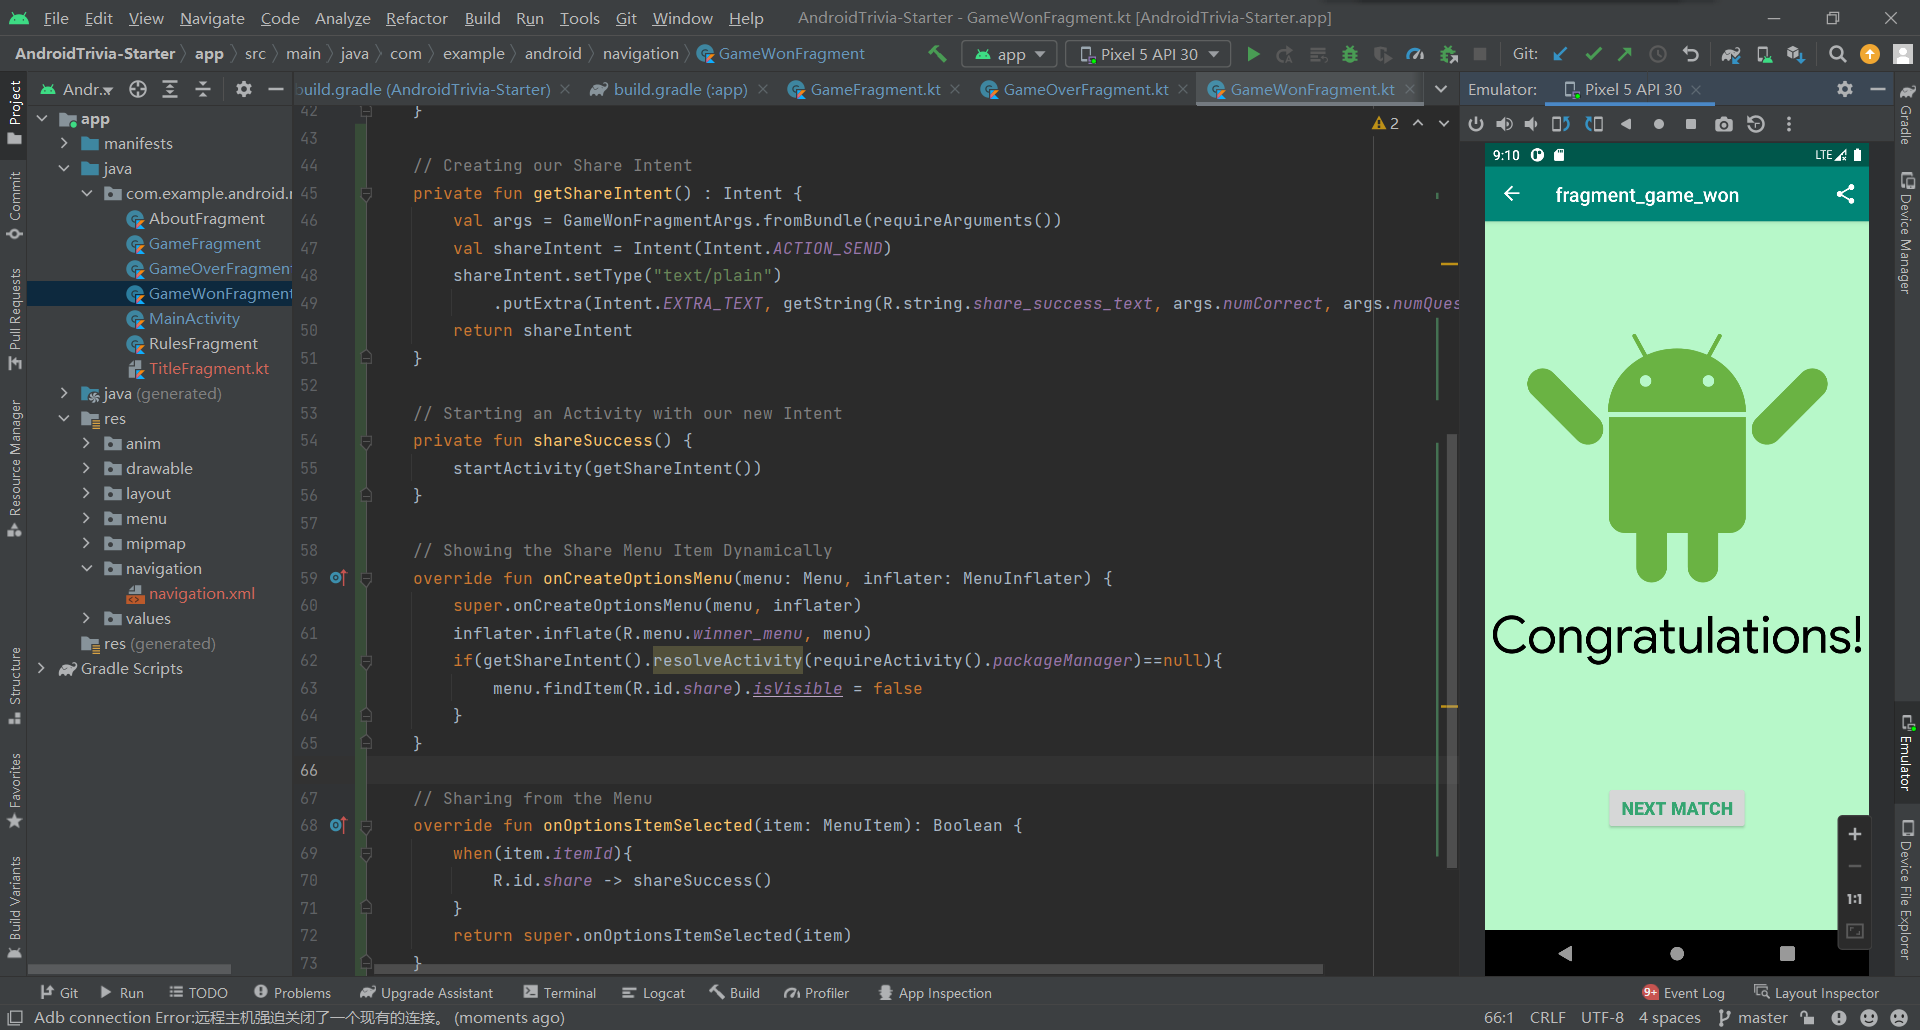 File Edit View Navigate Code Analyze Refactor Build Run Tools Git Window Help AndroidTrivia-Starter - GameWonFragment.kt [AndroidTrivia-Starter.app]
AndroidTrivia-Starter app src main java com example android navigation GameWonFragment app Pixel 5 API 30 Git:
Andr... build.gradle (AndroidTrivia-Starter) build.gradle (:app) GameFragment.kt GameOverFragment.kt GameWonFragment.kt Emulator: Pixel 5 API 30
Project
Commit
Pull Requests
Resource Manager
Structure
Favorites
Build Variants
app
manifests
java
com.example.android.r
AboutFragment
GameFragment
GameOverFragmen
GameWonFragment
MainActivity
RulesFragment
TitleFragment.kt
java (generated)
res
anim
drawable
layout
menu
mipmap
navigation
navigation.xml
values
res (generated)
Gradle Scripts
2
42 }
43
44 // Creating our Share Intent
45 private fun getShareIntent() : Intent {
46 val args = GameWonFragmentArgs.fromBundle(requireArguments())
47 val shareIntent = Intent(Intent.ACTION_SEND)
48 shareIntent.setType("text/plain")
49 .putExtra(Intent.EXTRA_TEXT, getString(R.string.share_success_text, args.numCorrect, args.numQues
50 return shareIntent
51 }
52
53 // Starting an Activity with our new Intent
54 private fun shareSuccess() {
55 startActivity(getShareIntent())
56 }
57
58 // Showing the Share Menu Item Dynamically
59 override fun onCreateOptionsMenu(menu: Menu, inflater: MenuInflater) {
60 super.onCreateOptionsMenu(menu, inflater)
61 inflater.inflate(R.menu.winner_menu, menu)
62 if(getShareIntent().resolveActivity(requireActivity().packageManager)==null){
63 menu.findItem(R.id.share).isVisible = false
64 }
65 }
66
67 // Sharing from the Menu
68 override fun onOptionsItemSelected(item: MenuItem): Boolean {
69 when(item.itemId){
70 R.id.share -> shareSuccess()
71 }
72 return super.onOptionsItemSelected(item)
73 }
9:10 LTE
fragment_game_won
Congratulations!
NEXT MATCH
1:1
Gradle
Device Manager
Emulator
Device File Explorer
Git Run TODO Problems Upgrade Assistant Terminal Logcat Build Profiler App Inspection 9+ Event Log Layout Inspector
Adb connection Error:远程主机强迫关闭了一个现有的连接。 (moments ago) 66:1 CRLF UTF-8 4 spaces master